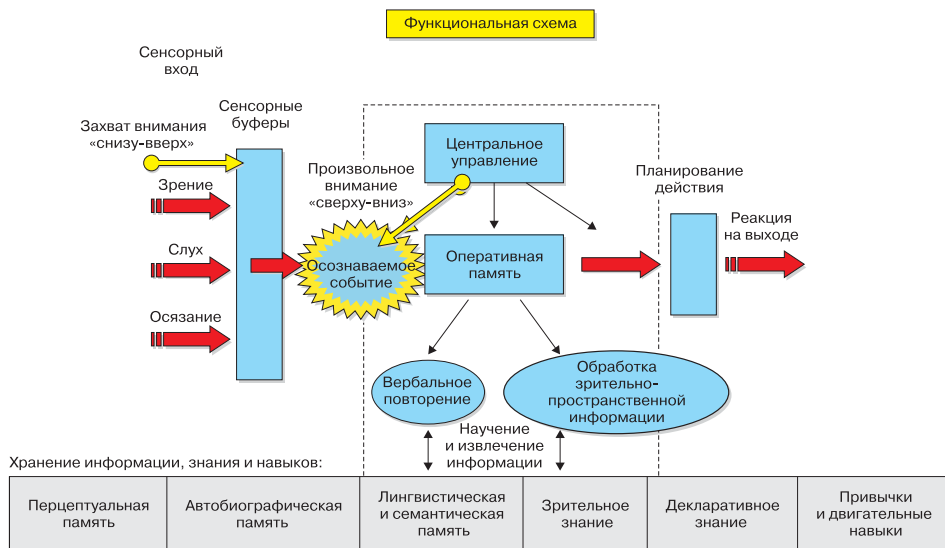 Функциональная схема
Сенсорный
вход
Сенсорные
буферы
Захват внимания
«снизу-вверх»
Зрение
Слух
Осязание
Произвольное
внимание
«сверху-вниз»
Осознаваемое
событие
Центральное
управление
Оперативная
память
Вербальное
повторение
Обработка
зрительно-
пространственной
информации
Планирование
действия
Реакция
на выходе
Научение
и извлечение
информации
Хранение информации, знания и навыков:
Перцептуальная
память
Автобиографическая
память
Лингвистическая
и семантическая
память
Зрительное
знание
Декларативное
знание
Привычки
и двигательные
навыки